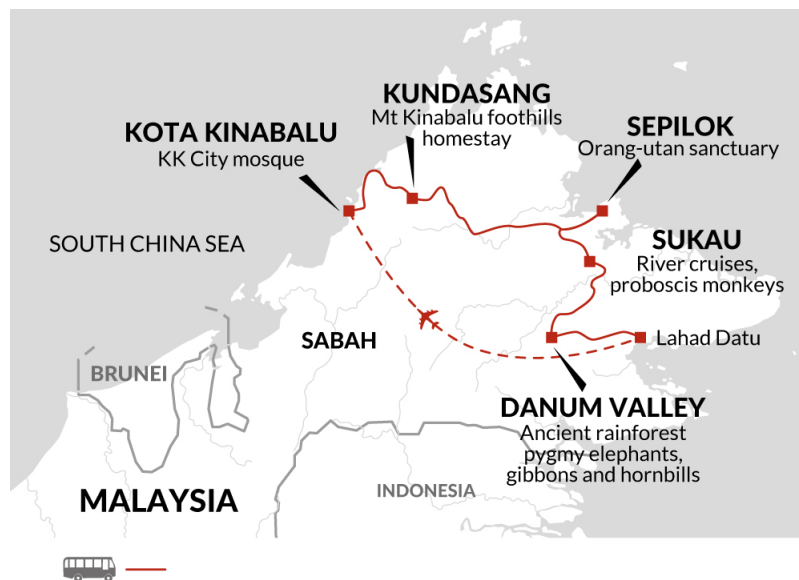 KUNDASANG
Mt Kinabalu foothills
homestay
KOTA KINABALU
KK City mosque
SEPILOK
Orang-utan sanctuary
SOUTH CHINA SEA
SUKAU
River cruises,
proboscis monkeys
SABAH
Lahad Datu
BRUNEI
DANUM VALLEY
Ancient rainforest
pygmy elephants,
gibbons and hornbills
MALAYSIA
INDONESIA